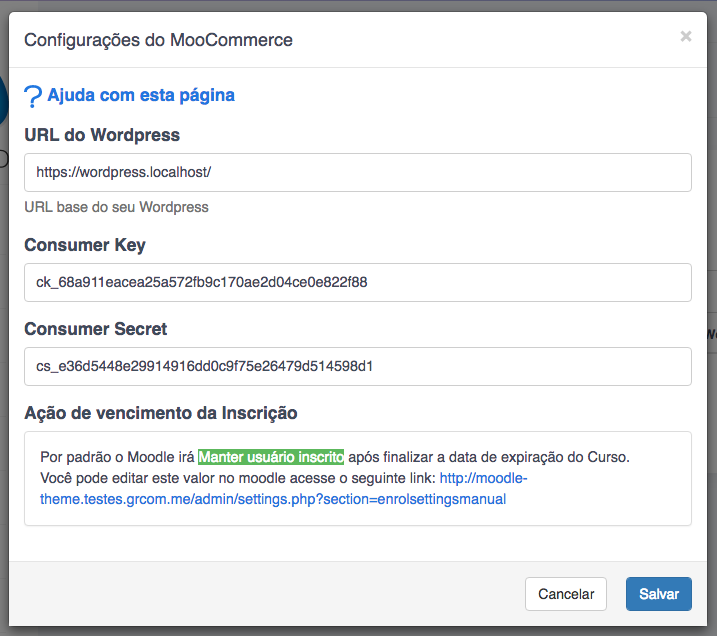 Configurações do MooCommerce
×
? Ajuda com esta página
URL do Wordpress
https://wordpress.localhost/
URL base do seu Wordpress
Consumer Key
ck_68a911eacea25a572fb9c170ae2d04ce0e822f88
Consumer Secret
cs_e36d5448e29914916dd0c9f75e26479d514598d1
Ação de vencimento da Inscrição
Por padrão o Moodle irá Manter usuário inscrito após finalizar a data de expiração do Curso.
Você pode editar este valor no moodle acesse o seguinte link: http://moodle-
theme.testes.grcom.me/admin/settings.php?section=enrolsettingsmanual
Cancelar Salvar